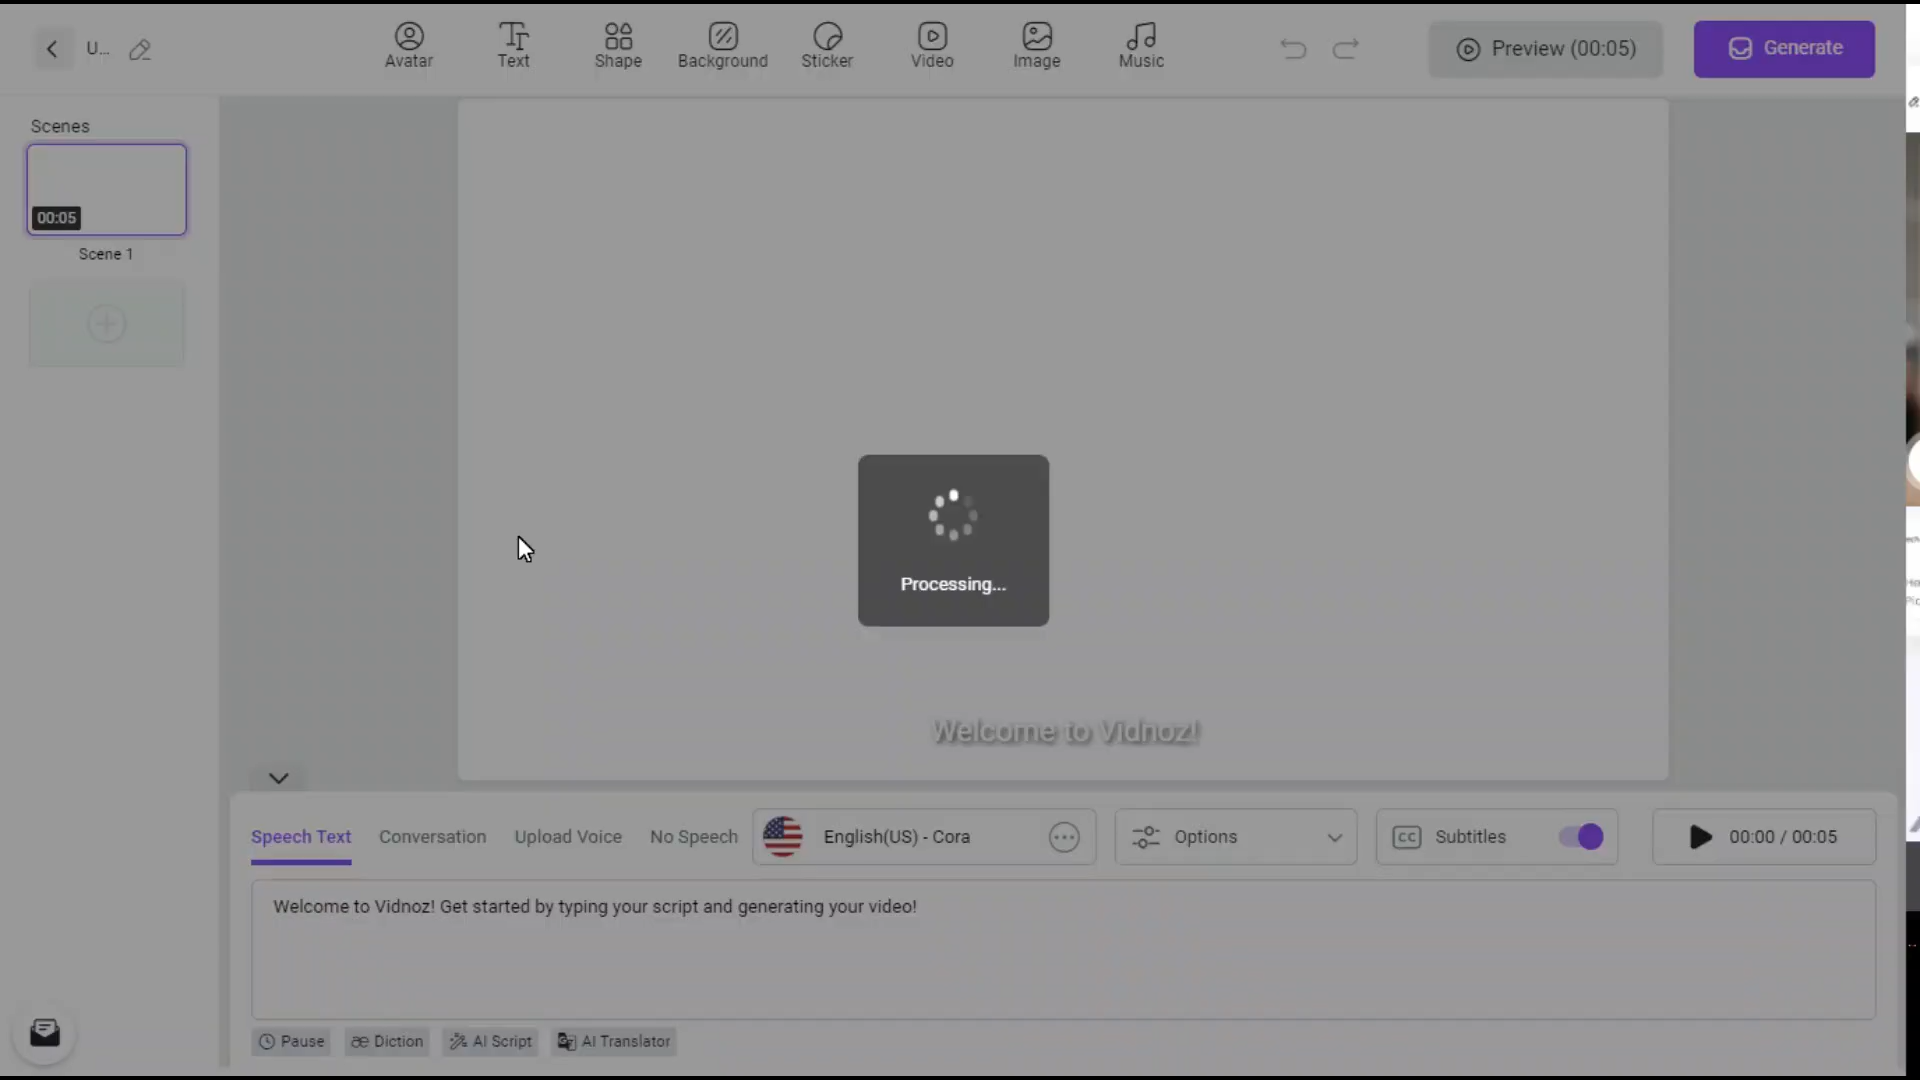 U...
Avatar
Text
Shape
Background
Sticker
Video
Image
Music
Preview (00:05)
Generate
Scenes
00:05
Scene 1
Processing...
Welcome to Vidnoz!
Speech Text
Conversation
Upload Voice
No Speech
English(US) - Cora
Options
CC
Subtitles
00:00 / 00:05
Welcome to Vidnoz! Get started by typing your script and generating your video!
Pause
æ Diction
AI Script
AI Translator